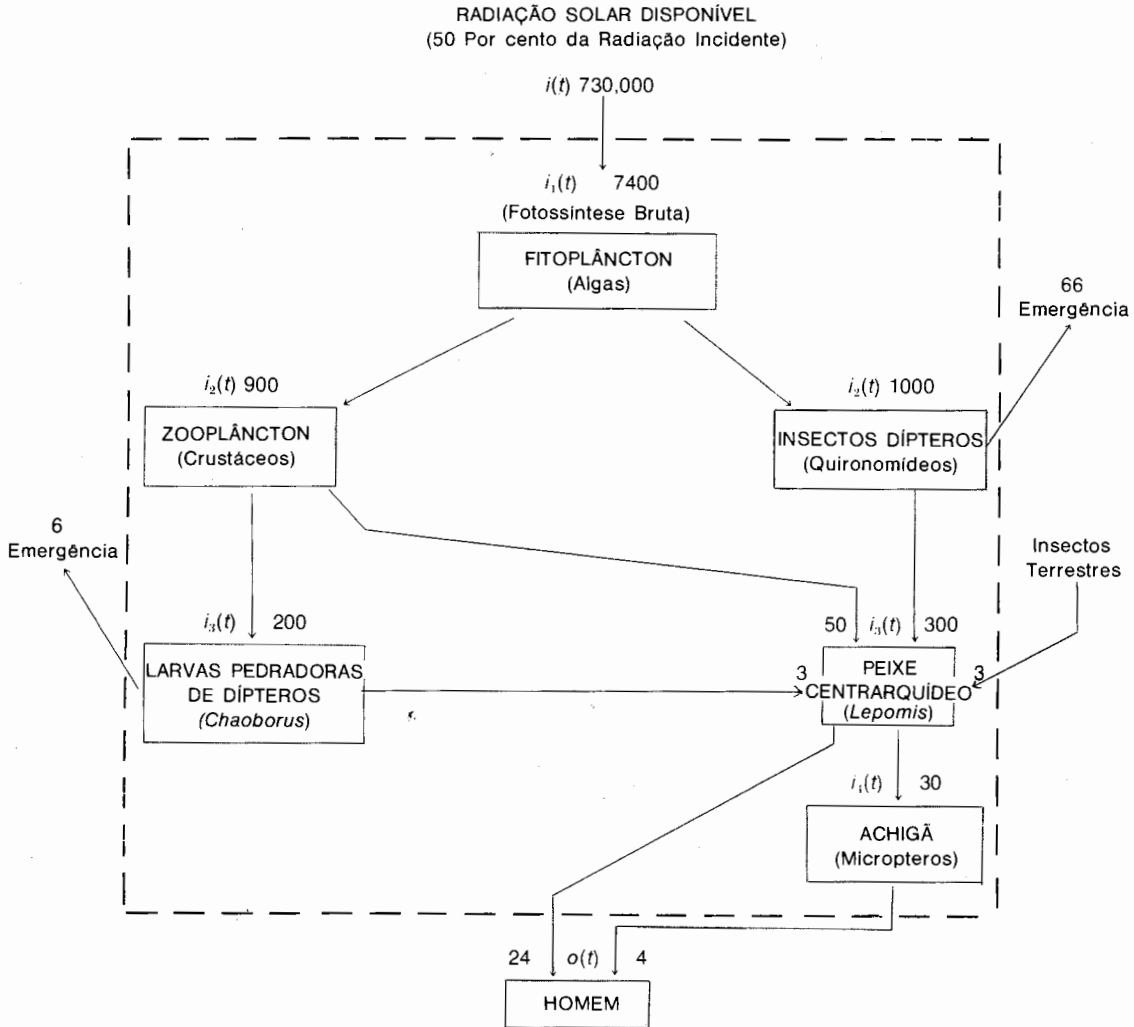 RADIAÇÃO SOLAR DISPONÍVEL
(50 Por cento da Radiação Incidente)
i(t) 730,000
i₁(t) 7400
(Fotossíntese Bruta)
FITOPLÂNCTON
(Algas)
66
Emergência
i₂(t) 900
i₂(t) 1000
ZOOPLÂNCTON
(Crustáceos)
INSECTOS DÍPTEROS
(Quironomídeos)
6
Emergência
Insectos
Terrestres
i₃(t) 200
50 i₃(t) 300
LARVAS PEDRADORAS
DE DÍPTEROS
(Chaoborus)
3
PEIXE
3
CENTRARQUÍDEO
(Lepomis)
i₄(t) 30
ACHIGÃ
(Micropteros)
24 o(t) 4
HOMEM